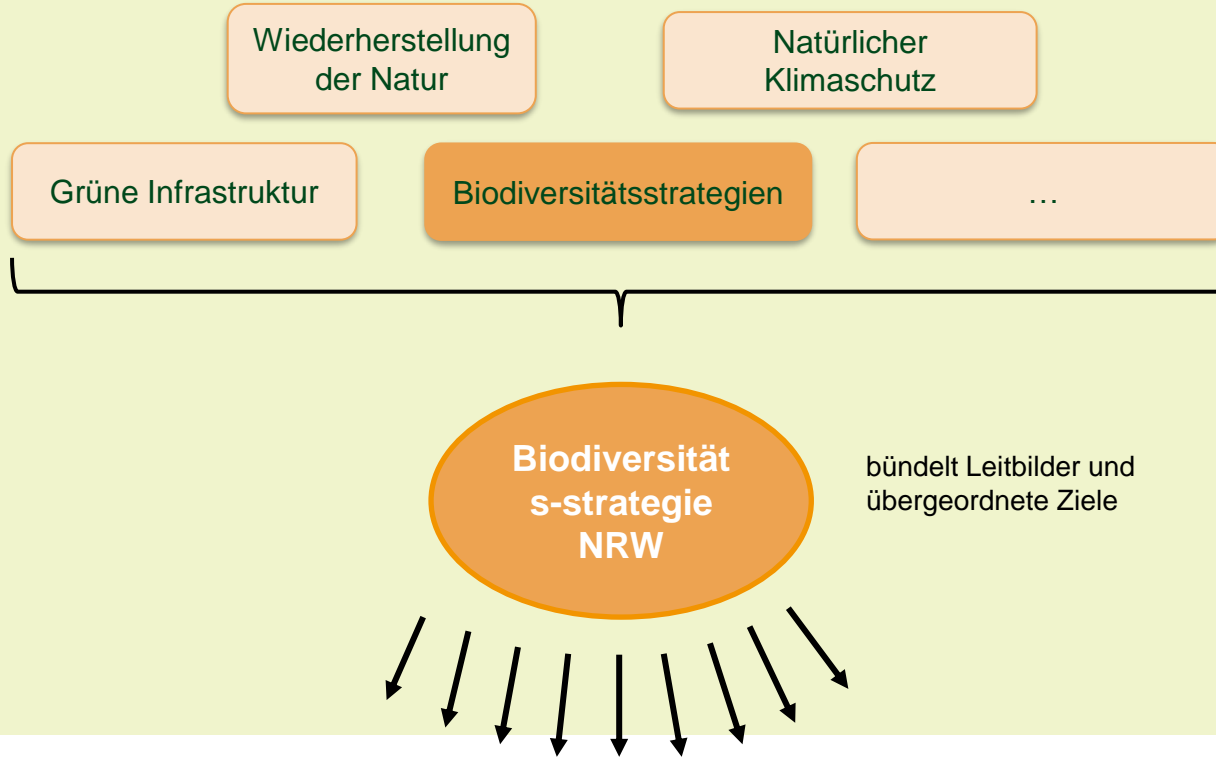 Wiederherstellung
der Natur
Natürlicher
Klimaschutz
Grüne Infrastruktur
Biodiversitätsstrategien
...
Biodiversität
s-strategie
NRW
bündelt Leitbilder und
übergeordnete Ziele